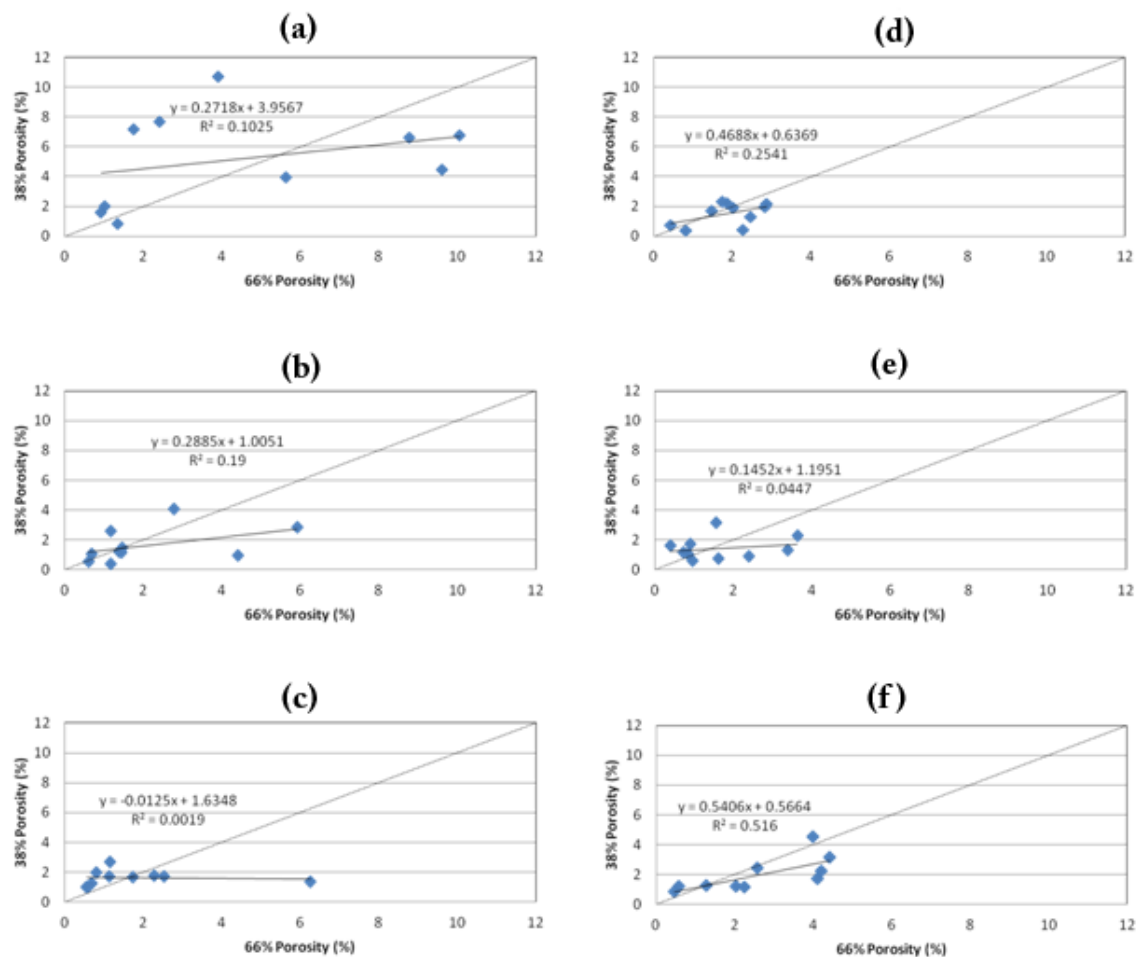 (a)
12
10
8
6
4
2
0
38% Porosity (%)
y = 0.2718x + 3.9567
R² = 0.1025
0 2 4 6 8 10 12
66% Porosity (%)
(d)
12
10
8
6
4
2
0
38% Porosity (%)
y = 0.4688x + 0.6369
R² = 0.2541
0 2 4 6 8 10 12
66% Porosity (%)
(b)
12
10
8
6
4
2
0
38% Porosity (%)
y = 0.2885x + 1.0051
R² = 0.19
0 2 4 6 8 10 12
66% Porosity (%)
(e)
12
10
8
6
4
2
0
38% Porosity (%)
y = 0.1452x + 1.1951
R² = 0.0447
0 2 4 6 8 10 12
66% Porosity (%)
(c)
12
10
8
6
4
2
0
38% Porosity (%)
y = -0.0125x + 1.6348
R² = 0.0019
0 2 4 6 8 10 12
66% Porosity (%)
(f)
12
10
8
6
4
2
0
38% Porosity (%)
y = 0.5406x + 0.5664
R² = 0.516
0 2 4 6 8 10 12
66% Porosity (%)